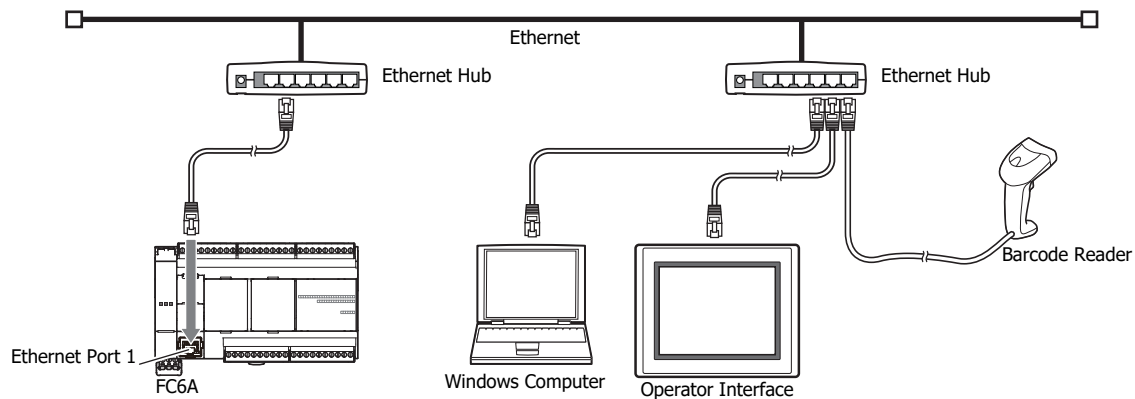 Ethernet
Ethernet Hub
Ethernet Hub
Barcode Reader
Ethernet Port 1
FC6A
Windows Computer
Operator Interface